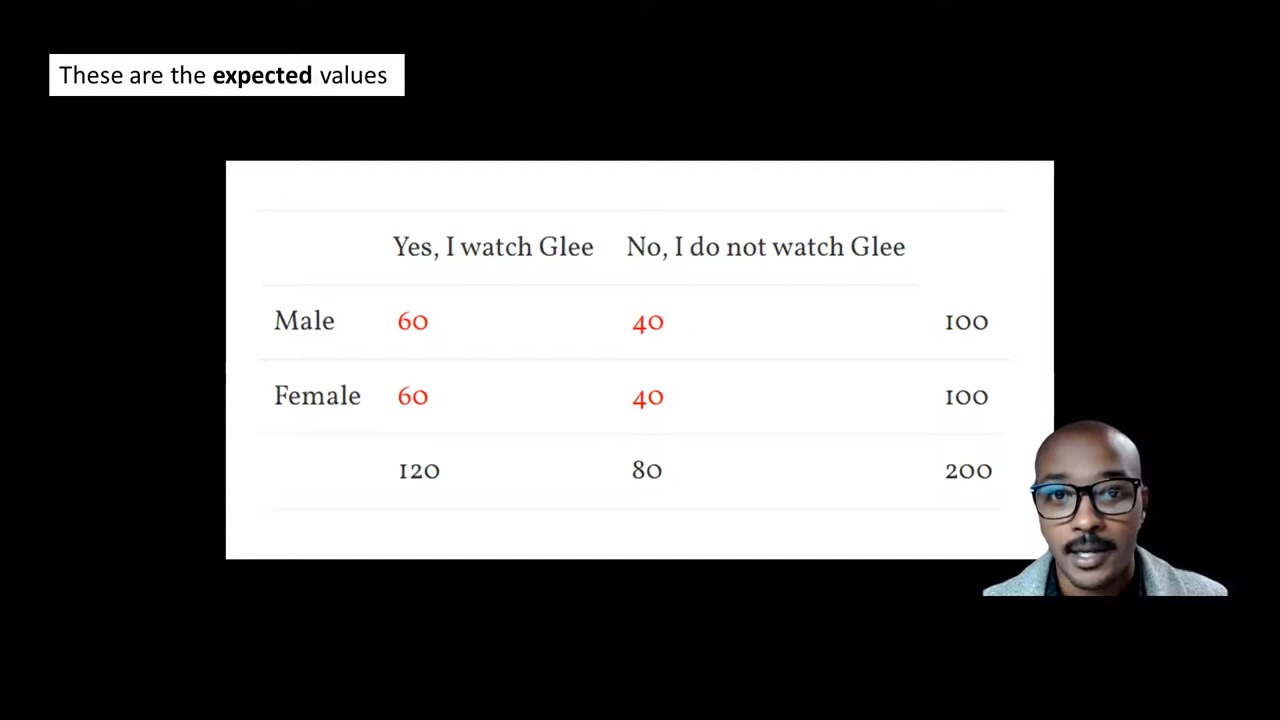 These are the expected values
Yes, I watch Glee No, I do not watch Glee
Male 60 40 100
Female 60 40 100
120 80 200